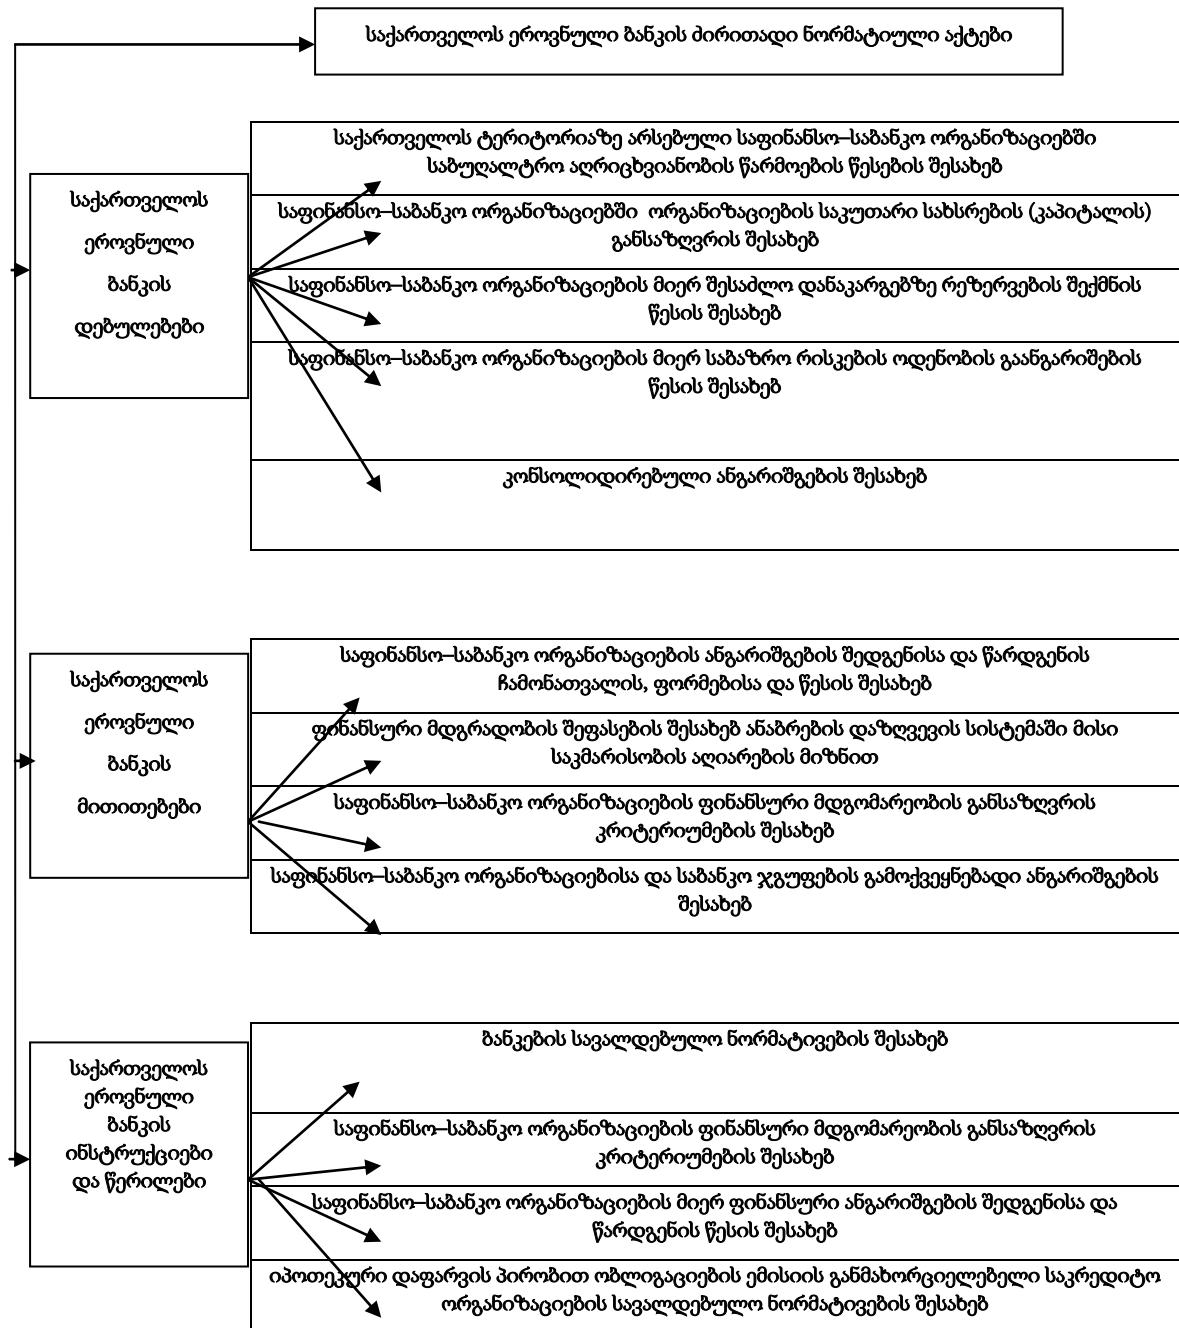 საქართველოს ეროვნული ბანკის ძირითადი ნორმატიული აქტები
საქართველოს
ეროვნული
ბანკის
დებულებები
საქართველოს ტერიტორიაზე არსებული საფინანსო–საბანკო ორგანიზაციებში
საბუღალტრო აღრიცხვიანობის წარმოების წესების შესახებ
საფინანსო–საბანკო ორგანიზაციებში ორგანიზაციების საკუთარი სახსრების (კაპიტალის)
განსაზღვრის შესახებ
საფინანსო–საბანკო ორგანიზაციების მიერ შესაძლო დანაკარგებზე რეზერვების შექმნის
წესის შესახებ
საფინანსო–საბანკო ორგანიზაციების მიერ საბაზრო რისკების ოდენობის გაანგარიშების
წესის შესახებ
კონსოლიდირებული ანგარიშგების შესახებ
საქართველოს
ეროვნული
ბანკის
მითითებები
საფინანსო–საბანკო ორგანიზაციების ანგარიშგების შედგენისა და წარდგენის
ჩამონათვალის, ფორმებისა და წესის შესახებ
ფინანსური მდგრადობის შეფასების შესახებ ანაბრების დაზღვევის სისტემაში მისი
საკმარისობის აღიარების მიზნით
საფინანსო–საბანკო ორგანიზაციების ფინანსური მდგომარეობის განსაზღვრის
კრიტერიუმების შესახებ
საფინანსო–საბანკო ორგანიზაციებისა და საბანკო ჯგუფების გამოქვეყნებადი ანგარიშგების
შესახებ
საქართველოს
ეროვნული
ბანკის
ინსტრუქციები
და წერილები
ბანკების სავალდებულო ნორმატივების შესახებ
საფინანსო–საბანკო ორგანიზაციების ფინანსური მდგომარეობის განსაზღვრის
კრიტერიუმების შესახებ
საფინანსო–საბანკო ორგანიზაციების მიერ ფინანსური ანგარიშგების შედგენისა და
წარდგენის წესის შესახებ
იპოთეკური დაფარვის პირობით ობლიგაციების ემისიის განმახორციელებელი საკრედიტო
ორგანიზაციების სავალდებულო ნორმატივების შესახებ